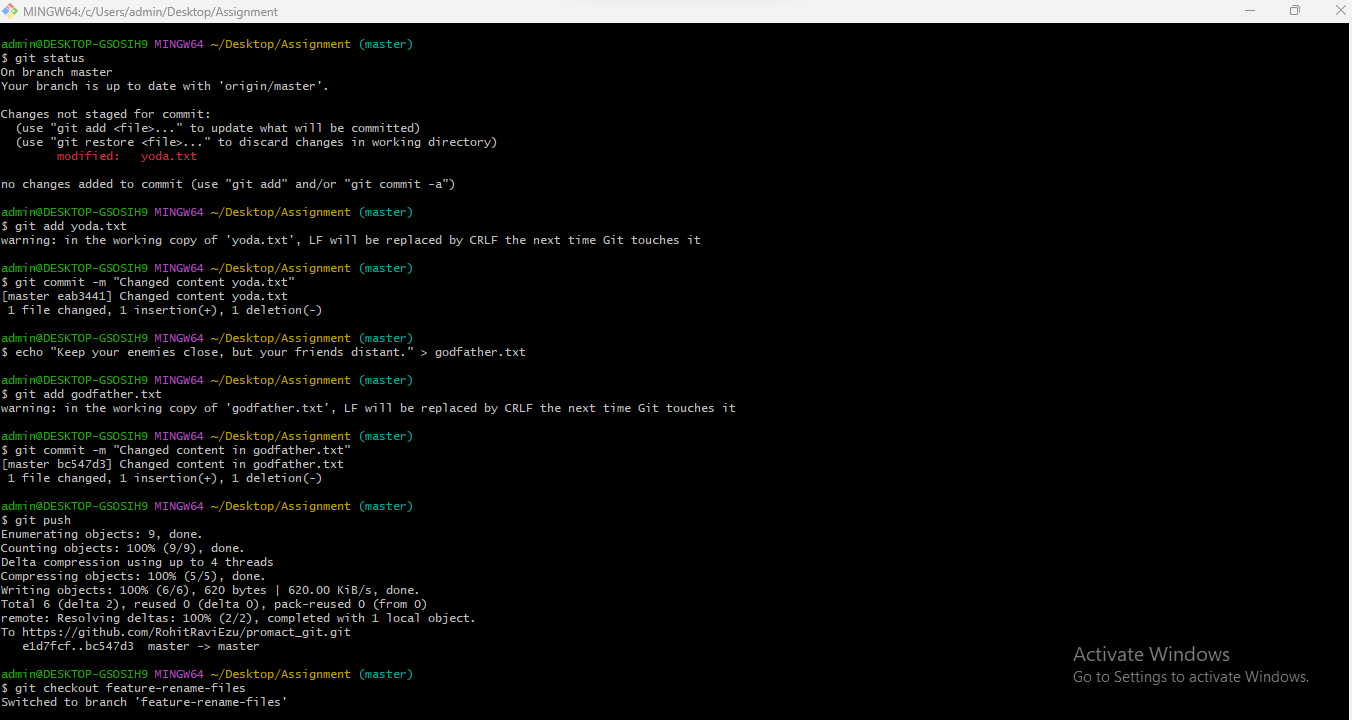 MINGW64:/c/Users/admin/Desktop/Assignment
admin@DESKTOP-GSOSIH9 MINGW64 ~/Desktop/Assignment (master)
$ git status
On branch master
Your branch is up to date with 'origin/master'.
Changes not staged for commit:
  (use "git add <file>..." to update what will be committed)
  (use "git restore <file>..." to discard changes in working directory)
        modified:   yoda.txt
no changes added to commit (use "git add" and/or "git commit -a")
admin@DESKTOP-GSOSIH9 MINGW64 ~/Desktop/Assignment (master)
$ git add yoda.txt
warning: in the working copy of 'yoda.txt', LF will be replaced by CRLF the next time Git touches it
admin@DESKTOP-GSOSIH9 MINGW64 ~/Desktop/Assignment (master)
$ git commit -m "Changed content yoda.txt"
[master eab3441] Changed content yoda.txt
 1 file changed, 1 insertion(+), 1 deletion(-)
admin@DESKTOP-GSOSIH9 MINGW64 ~/Desktop/Assignment (master)
$ echo "Keep your enemies close, but your friends distant." > godfather.txt
admin@DESKTOP-GSOSIH9 MINGW64 ~/Desktop/Assignment (master)
$ git add godfather.txt
warning: in the working copy of 'godfather.txt', LF will be replaced by CRLF the next time Git touches it
admin@DESKTOP-GSOSIH9 MINGW64 ~/Desktop/Assignment (master)
$ git commit -m "Changed content in godfather.txt"
[master bc547d3] Changed content in godfather.txt
 1 file changed, 1 insertion(+), 1 deletion(-)
admin@DESKTOP-GSOSIH9 MINGW64 ~/Desktop/Assignment (master)
$ git push
Enumerating objects: 9, done.
Counting objects: 100% (9/9), done.
Delta compression using up to 4 threads
Compressing objects: 100% (5/5), done.
Writing objects: 100% (6/6), 620 bytes | 620.00 KiB/s, done.
Total 6 (delta 2), reused 0 (delta 0), pack-reused 0 (from 0)
remote: Resolving deltas: 100% (2/2), completed with 1 local object.
To https://github.com/RohitRaviEzu/promact_git.git
   e1d7fcf..bc547d3  master -> master
admin@DESKTOP-GSOSIH9 MINGW64 ~/Desktop/Assignment (master)
$ git checkout feature-rename-files
Switched to branch 'feature-rename-files'
Activate Windows
Go to Settings to activate Windows.